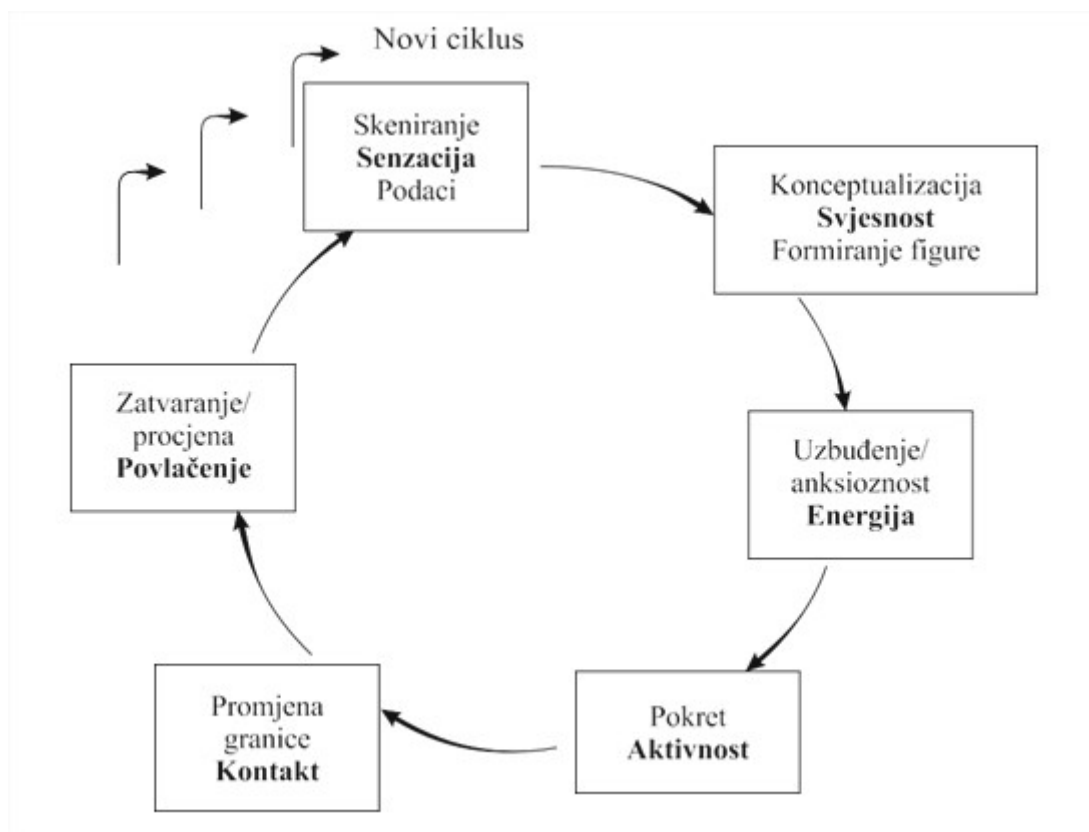 Novi ciklus
Skeniranje
Senzacija
Podaci
Konceptualizacija
Svjesnost
Formiranje figure
Uzbuđenje/
anksioznost
Energija
Pokret
Aktivnost
Promjena
granice
Kontakt
Zatvaranje/
procjena
Povlačenje